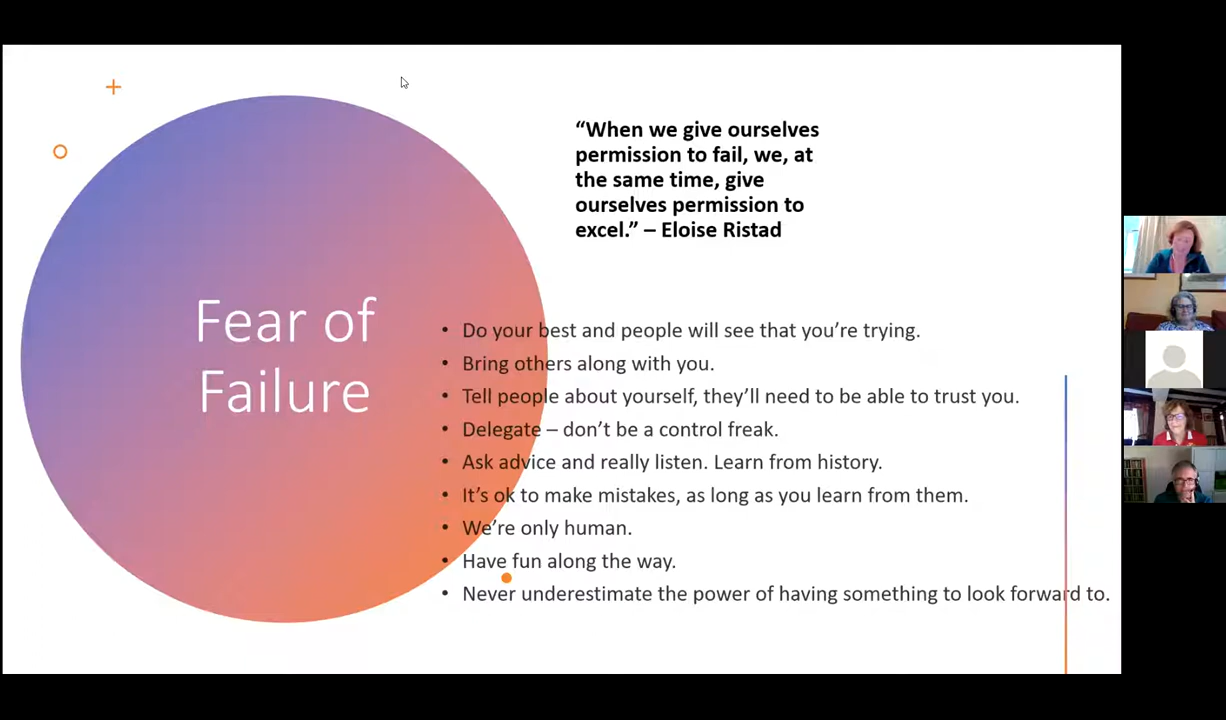 Fear of
Failure
“When we give ourselves
permission to fail, we, at
the same time, give
ourselves permission to
excel.” – Eloise Ristad
• Do your best and people will see that you’re trying.
• Bring others along with you.
• Tell people about yourself, they’ll need to be able to trust you.
• Delegate – don’t be a control freak.
• Ask advice and really listen. Learn from history.
• It’s ok to make mistakes, as long as you learn from them.
• We’re only human.
• Have fun along the way.
• Never underestimate the power of having something to look forward to.